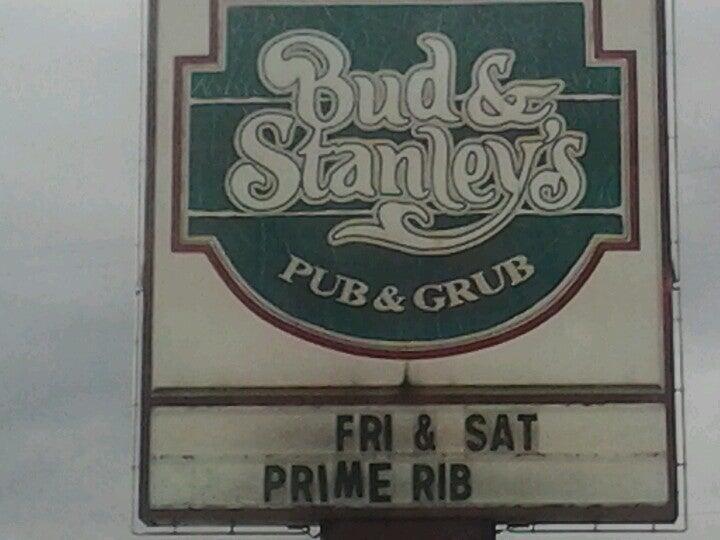 Bud &
Stanley's
PUB & GRUB
FRI & SAT
PRIME RIB